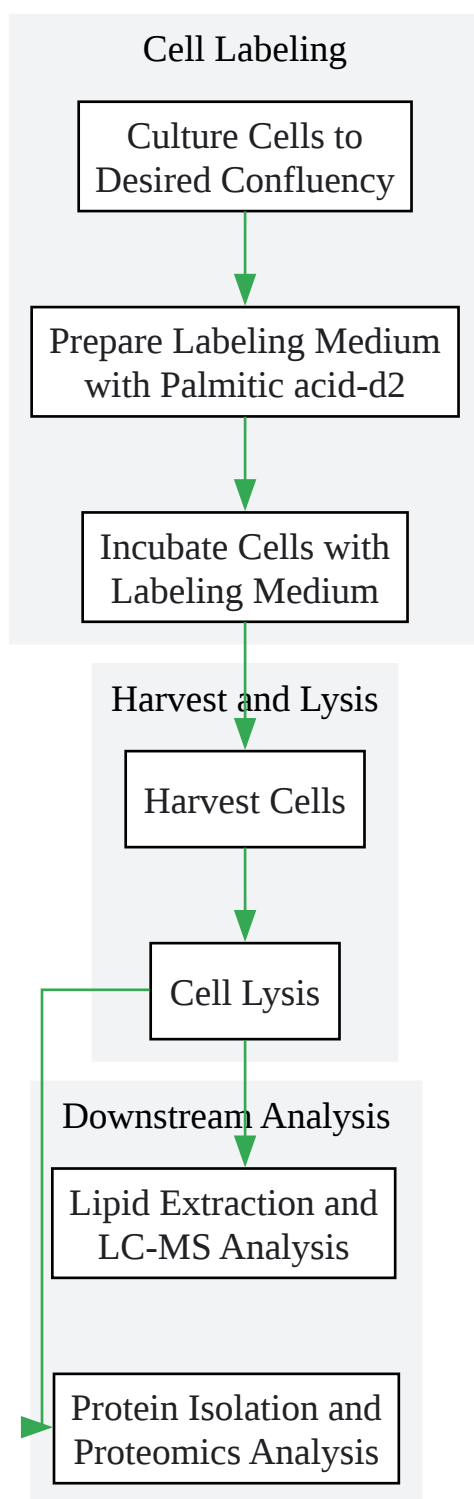 Cell Labeling
Culture Cells to
Desired Confluency
Prepare Labeling Medium
with Palmitic acid-d2
Incubate Cells with
Labeling Medium
Harvest and Lysis
Harvest Cells
Cell Lysis
Downstream Analysis
Lipid Extraction and
LC-MS Analysis
Protein Isolation and
Proteomics Analysis